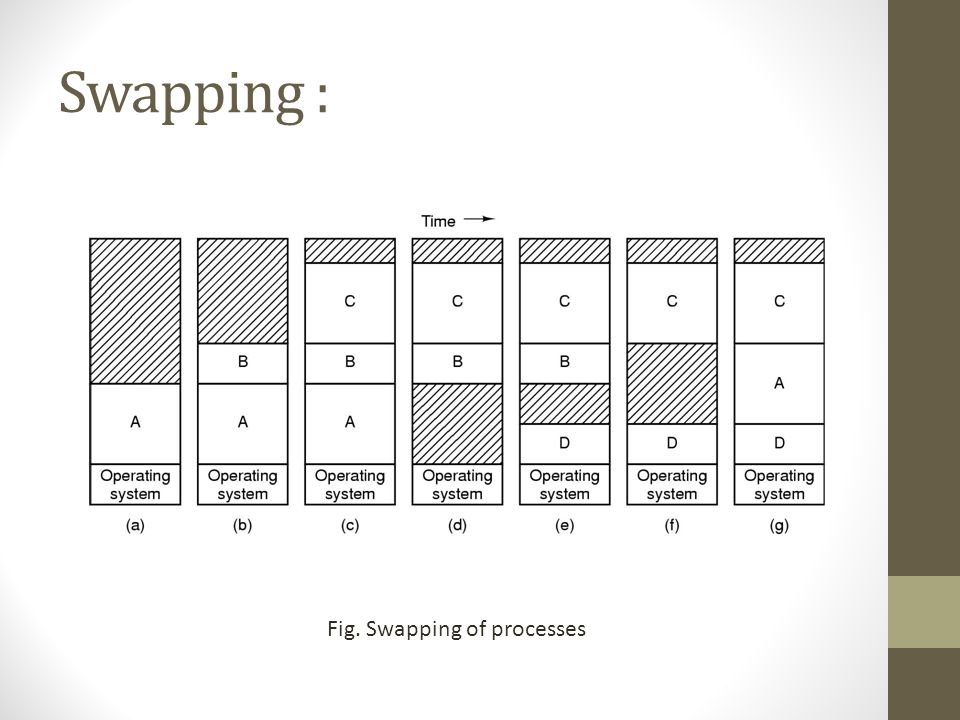 Swapping :
Time
C C C C C
B B B B A
A A A D D D
Operating system Operating system Operating system Operating system Operating system Operating system Operating system
(a) (b) (c) (d) (e) (f) (g)
Fig. Swapping of processes